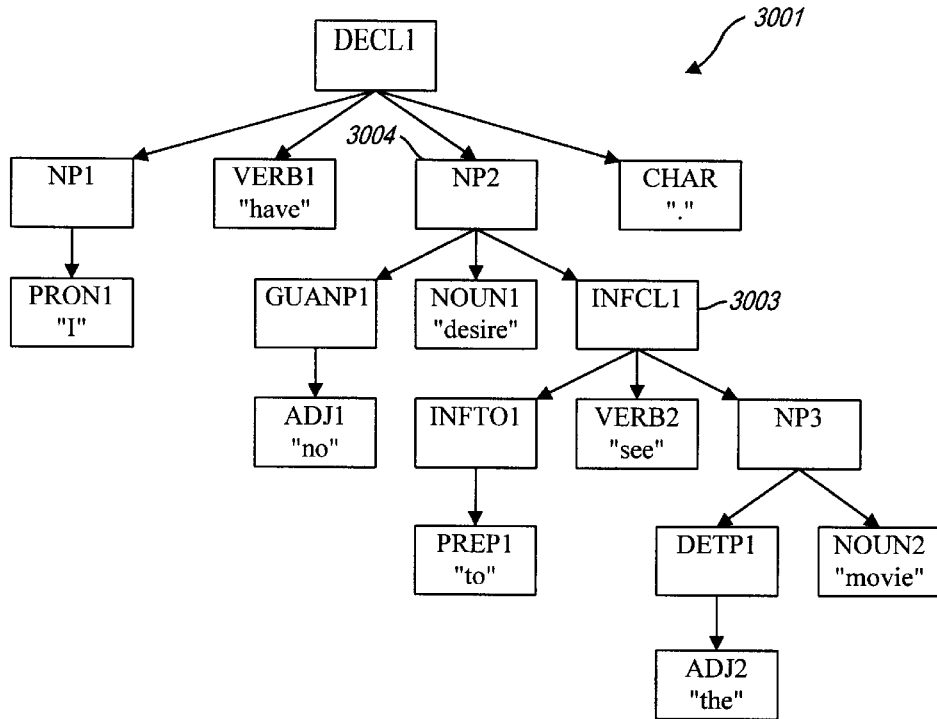 3001
DECL1
3004
NP1
VERB1
"have"
NP2
CHAR
"."
PRON1
"I"
GUANP1
NOUN1
"desire"
INFCL1
3003
ADJ1
"no"
INFTO1
VERB2
"see"
NP3
PREP1
"to"
DETP1
NOUN2
"movie"
ADJ2
"the"